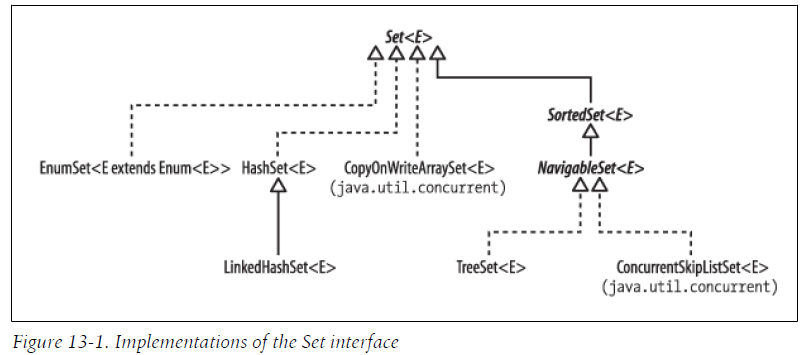 Set<E>
SortedSet<E>
EnumSet<E extends Enum<E>> HashSet<E> CopyOnWriteArraySet<E> NavigableSet<E>
(java.util.concurrent)
LinkedHashSet<E> TreeSet<E> ConcurrentSkipListSet<E>
(java.util.concurrent)
Figure 13-1. Implementations of the Set interface